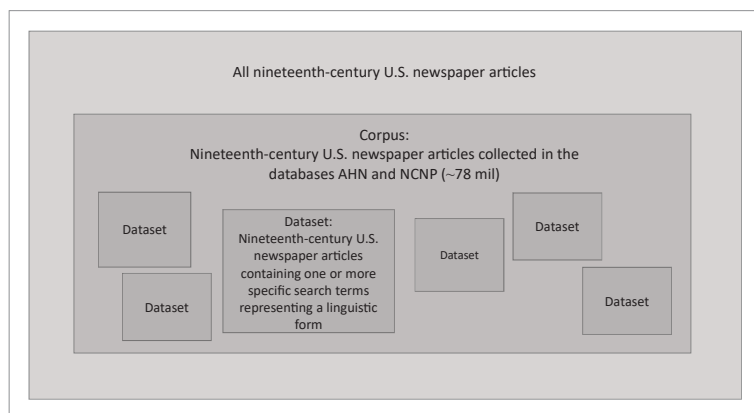 All nineteenth-century U.S. newspaper articles
Corpus:
Nineteenth-century U.S. newspaper articles collected in the
databases AHN and NCNP (~78 mil)
Dataset
Dataset
Dataset:
Nineteenth-century U.S.
newspaper articles
containing one or more
specific search terms
representing a linguistic
form
Dataset
Dataset
Dataset